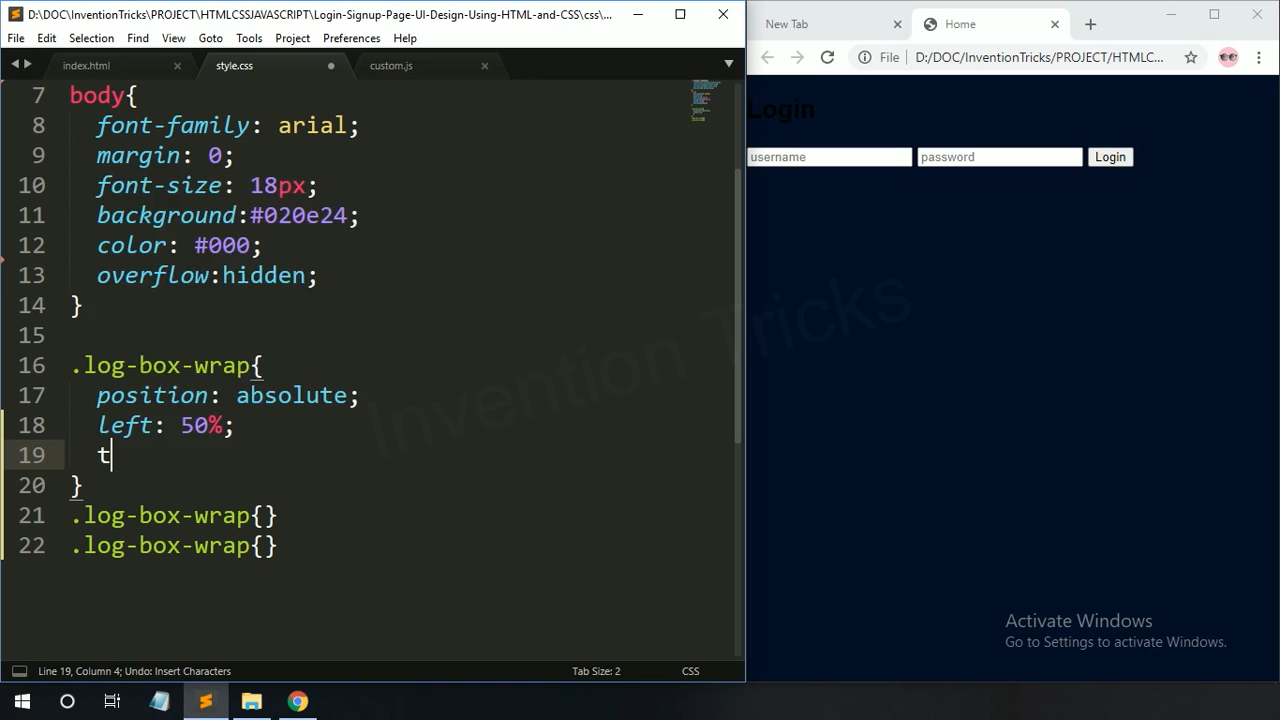 D:\DOC\InventionTricks\PROJECT\HTMLCSSJAVASCRIPT\Login-Signup-Page-UI-Design-Using-HTML-and-CSS\css\...
File Edit Selection Find View Goto Tools Project Preferences Help
index.html style.css custom.js
7 body{
8 font-family: arial;
9 margin: 0;
10 font-size: 18px;
11 background:#020e24;
12 color: #000;
13 overflow:hidden;
14 }
15
16 .log-box-wrap{
17 position: absolute;
18 left: 50%;
19 t
20 }
21 .log-box-wrap{}
22 .log-box-wrap{}
Line 19, Column 4; Undo: Insert Characters Tab Size: 2 CSS
New Tab Home
File D:/DOC/InventionTricks/PROJECT/HTMLC...
Login
username password Login
Invention Tricks
Activate Windows
Go to Settings to activate Windows.